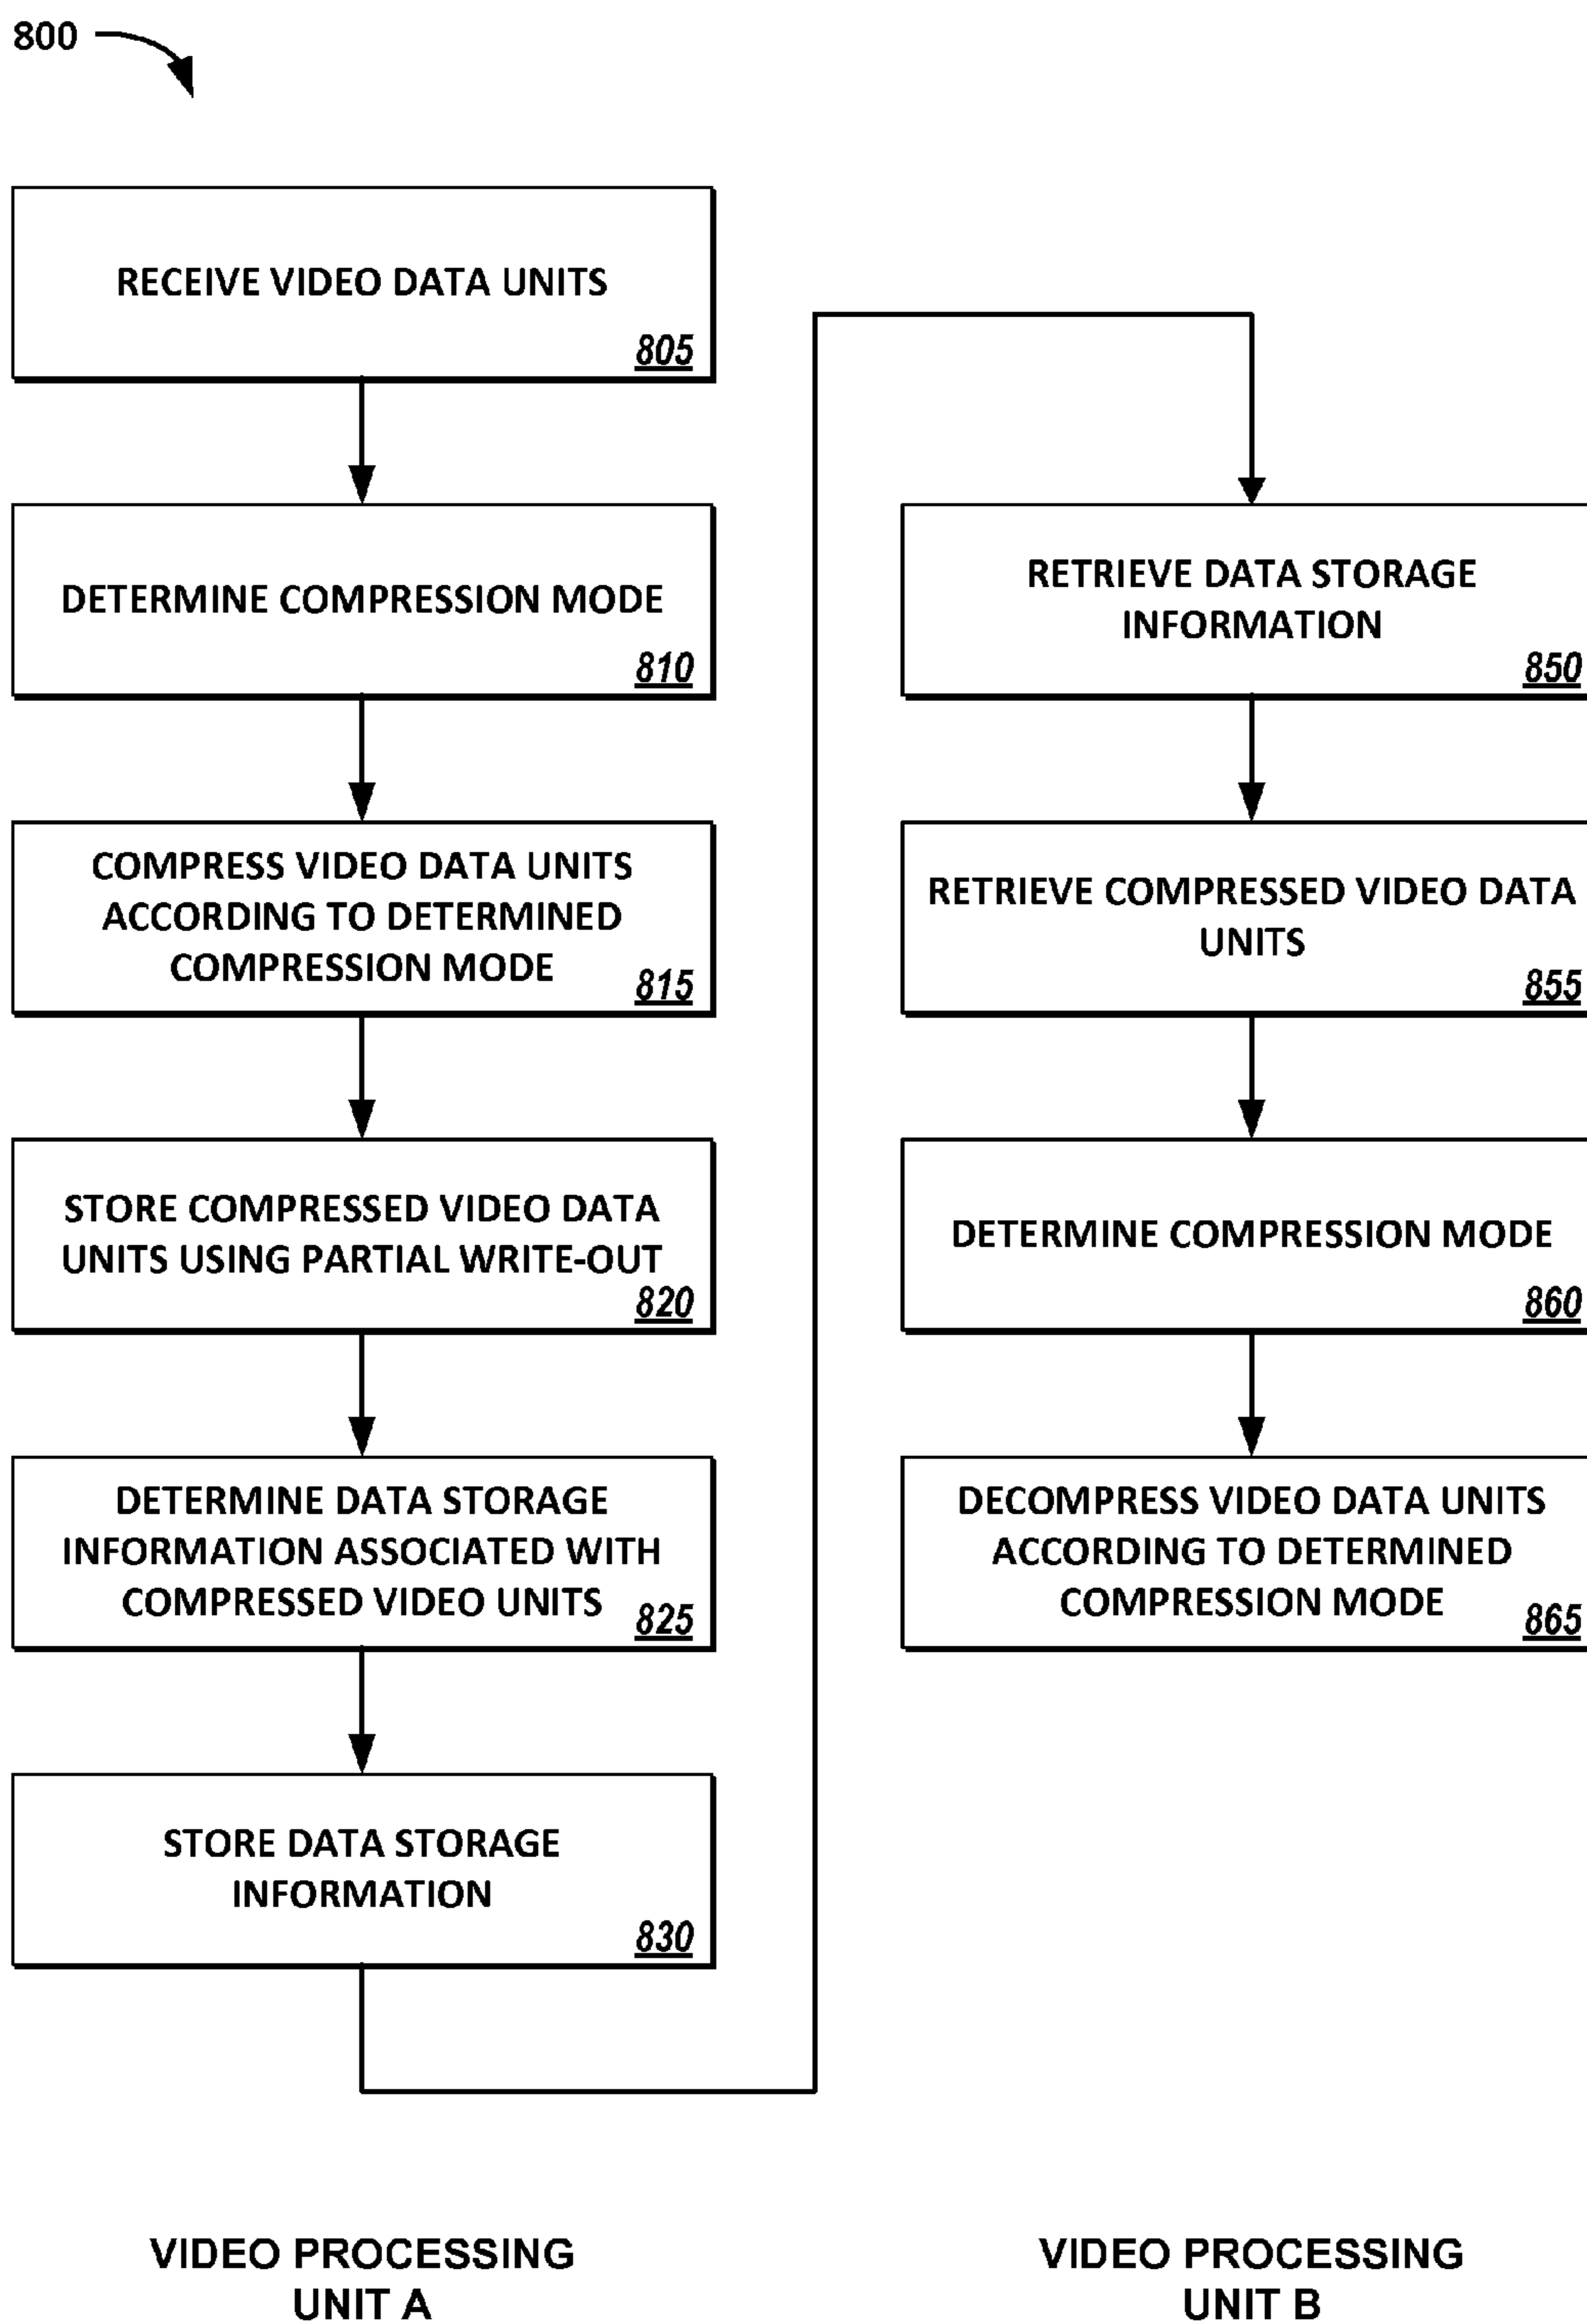 800
RECEIVE VIDEO DATA UNITS
805
DETERMINE COMPRESSION MODE
810
COMPRESS VIDEO DATA UNITS
ACCORDING TO DETERMINED
COMPRESSION MODE
815
STORE COMPRESSED VIDEO DATA
UNITS USING PARTIAL WRITE-OUT
820
DETERMINE DATA STORAGE
INFORMATION ASSOCIATED WITH
COMPRESSED VIDEO UNITS
825
STORE DATA STORAGE
INFORMATION
830
VIDEO PROCESSING
UNIT A
RETRIEVE DATA STORAGE
INFORMATION
850
RETRIEVE COMPRESSED VIDEO DATA
UNITS
855
DETERMINE COMPRESSION MODE
860
DECOMPRESS VIDEO DATA UNITS
ACCORDING TO DETERMINED
COMPRESSION MODE
865
VIDEO PROCESSING
UNIT B